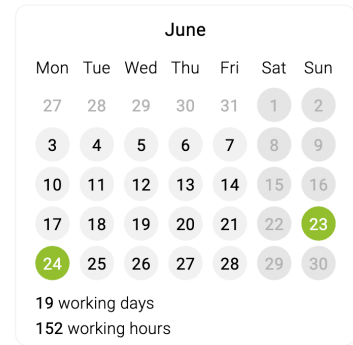 June
Mon Tue Wed Thu Fri Sat Sun
27 28 29 30 31 1 2
3 4 5 6 7 8 9
10 11 12 13 14 15 16
17 18 19 20 21 22 23
24 25 26 27 28 29 30
19 working days
152 working hours